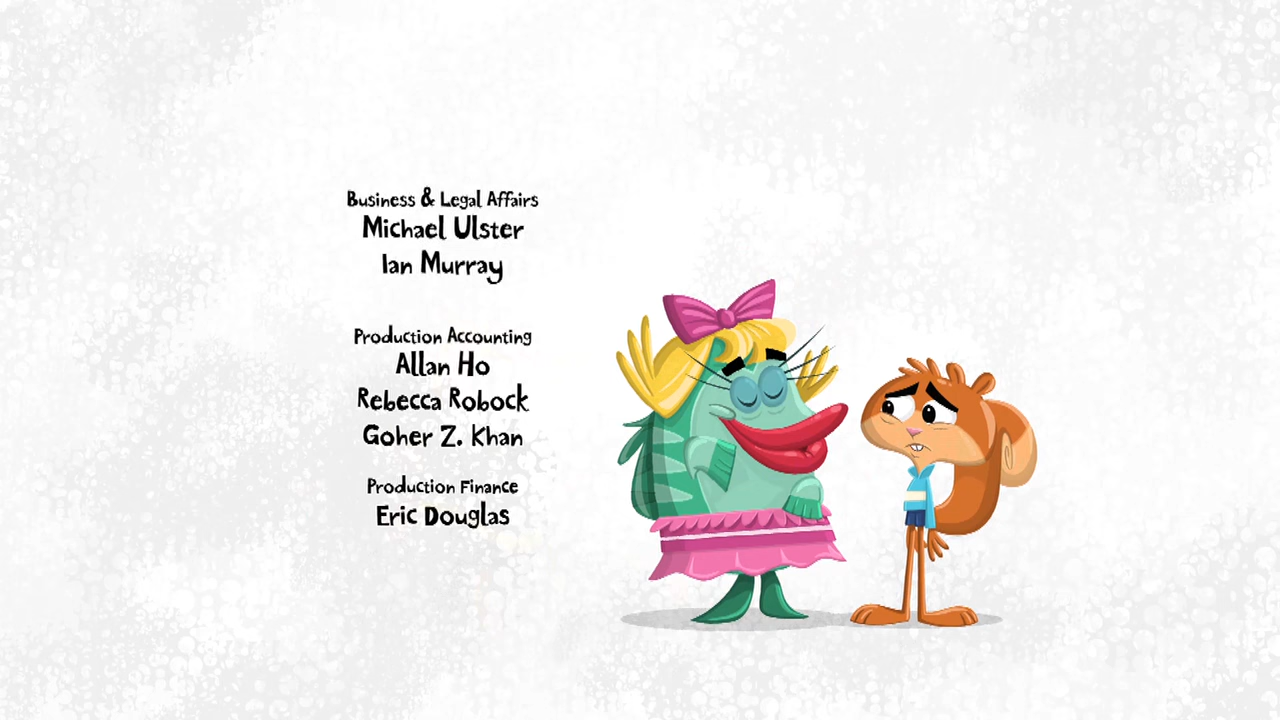 Business & Legal Affairs
Michael Ulster
Ian Murray
Production Accounting
Allan Ho
Rebecca Robock
Goher Z. Khan
Production Finance
Eric Douglas